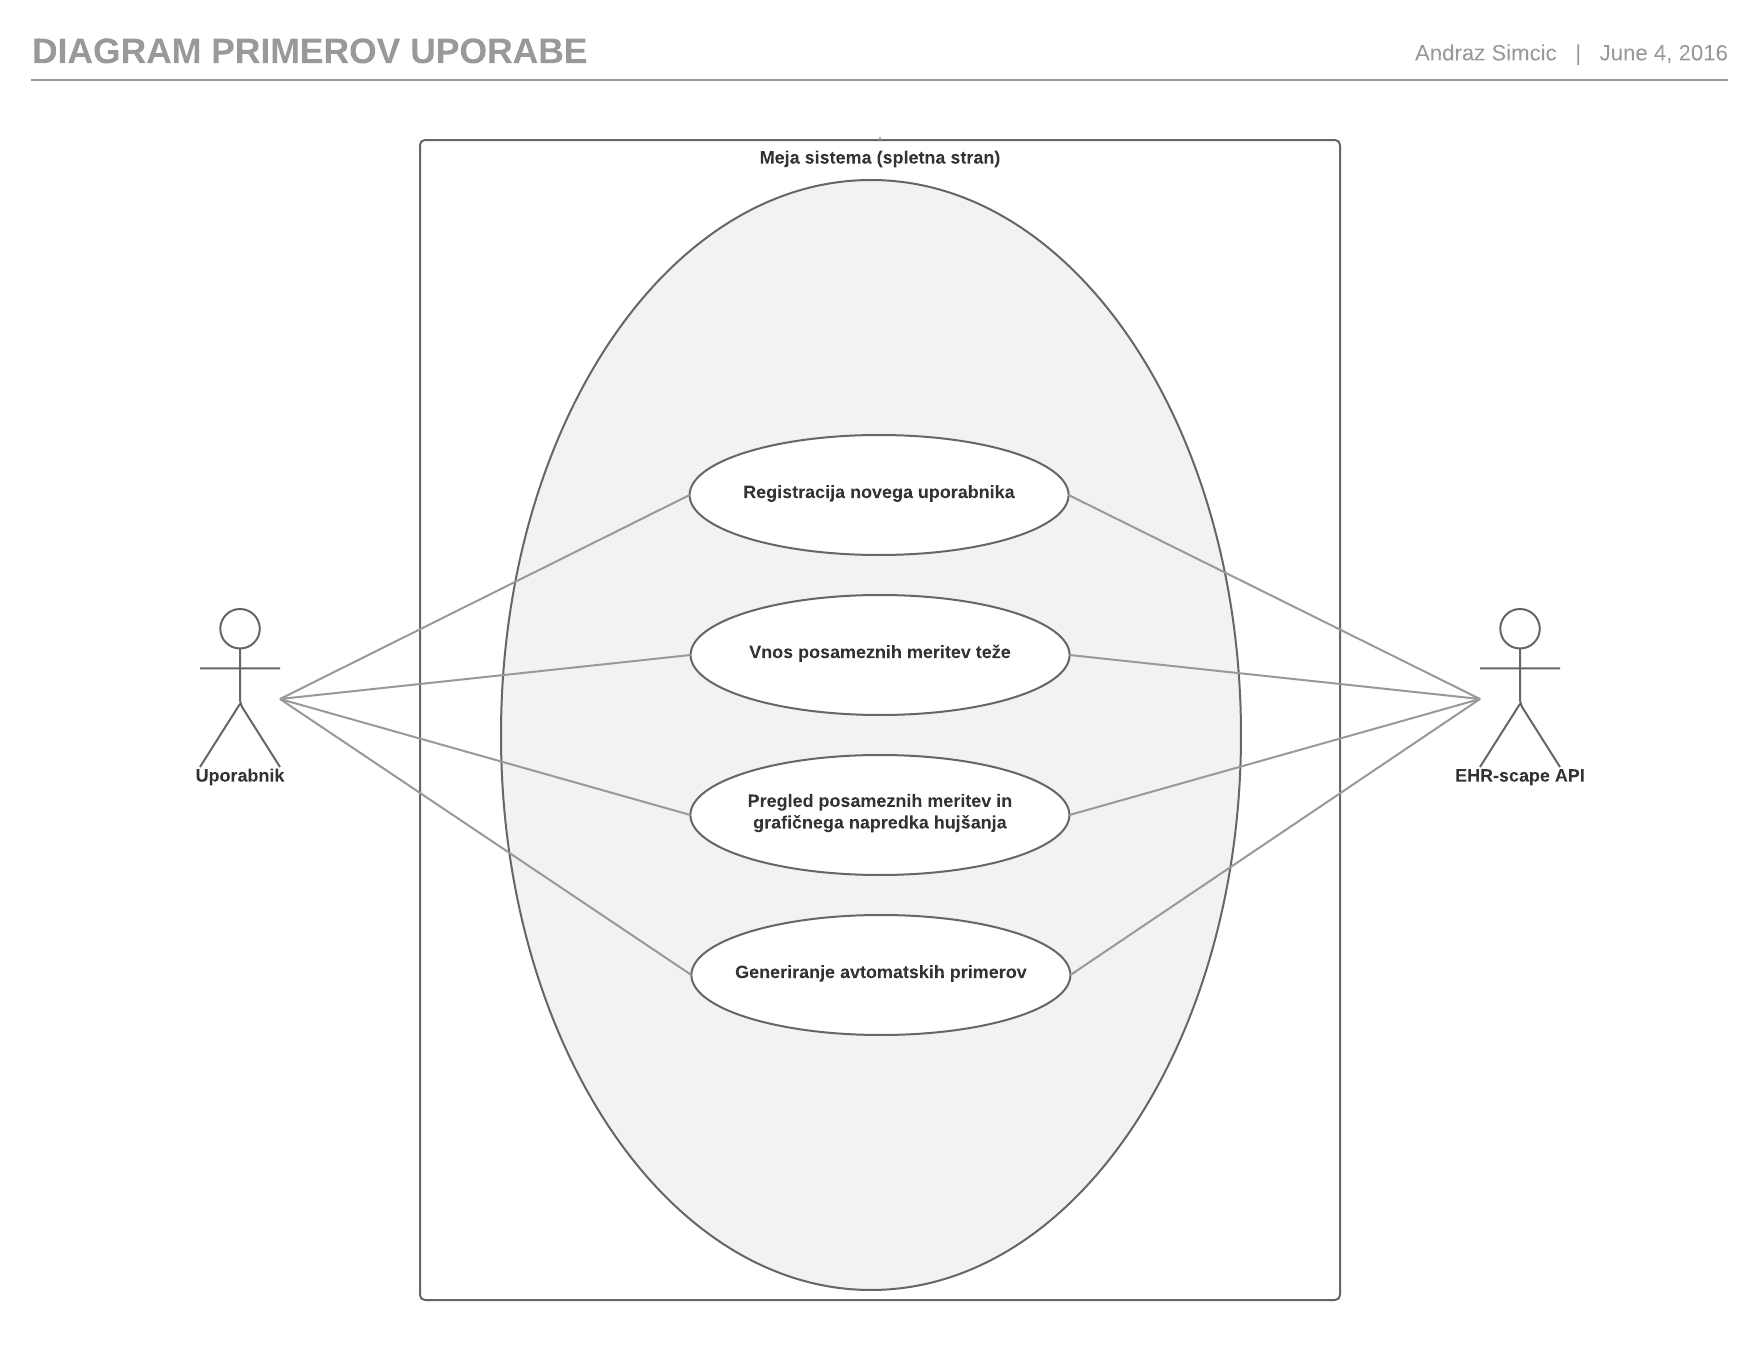 DIAGRAM PRIMEROV UPORABE
Andraz Simcic | June 4, 2016
Meja sistema (spletna stran)
Registracija novega uporabnika
Vnos posameznih meritev teže
Pregled posameznih meritev in
grafičnega napredka hujšanja
Generiranje avtomatskih primerov
Uporabnik
EHR-scape API